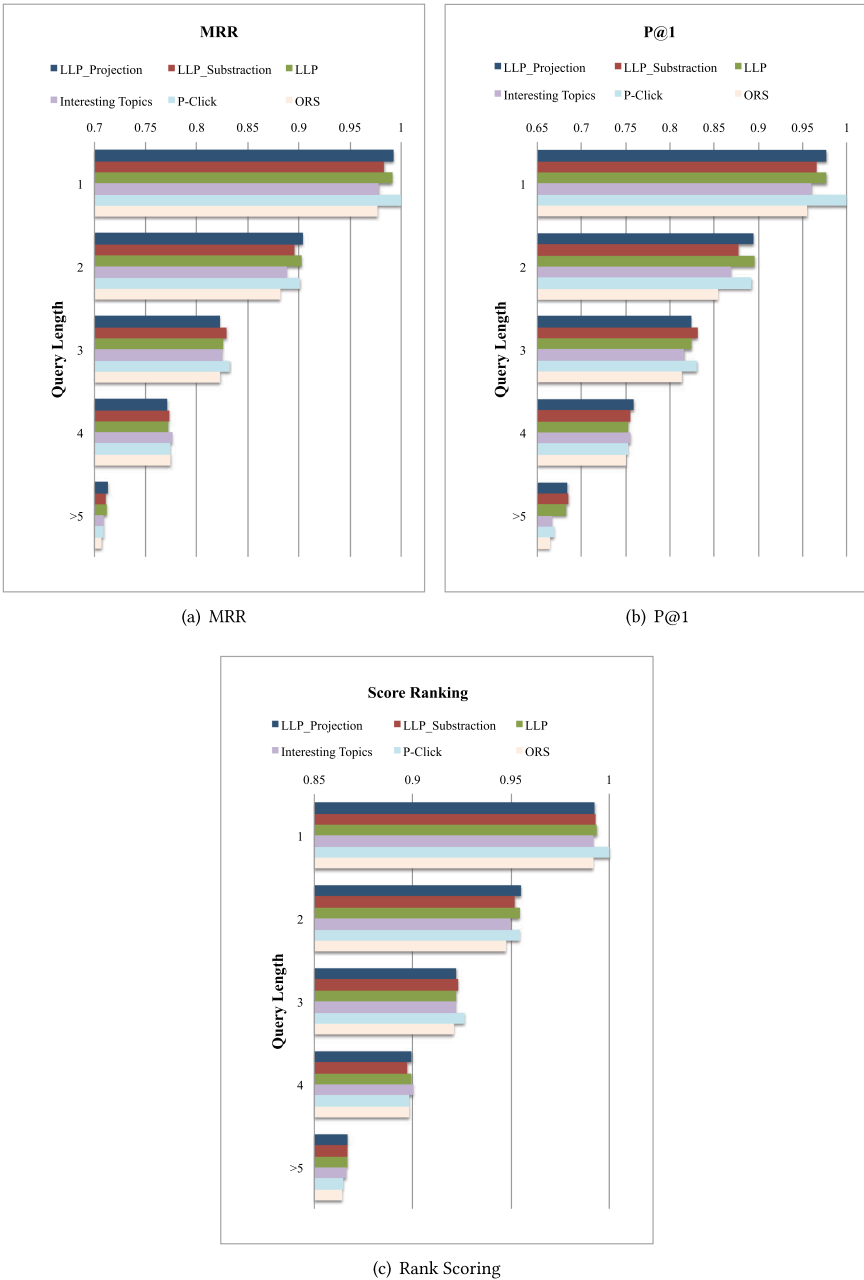 MRR
LLP_Projection LLP_Substraction LLP
Interesting Topics P-Click ORS
0.7 0.75 0.8 0.85 0.9 0.95 1
1
2
3
4
>5
Query Length
(a) MRR
P@1
LLP_Projection LLP_Substraction LLP
Interesting Topics P-Click ORS
0.65 0.7 0.75 0.8 0.85 0.9 0.95 1
1
2
3
4
>5
Query Length
(b) P@1
Score Ranking
LLP_Projection LLP_Substraction LLP
Interesting Topics P-Click ORS
0.85 0.9 0.95 1
1
2
3
4
>5
Query Length
(c) Rank Scoring